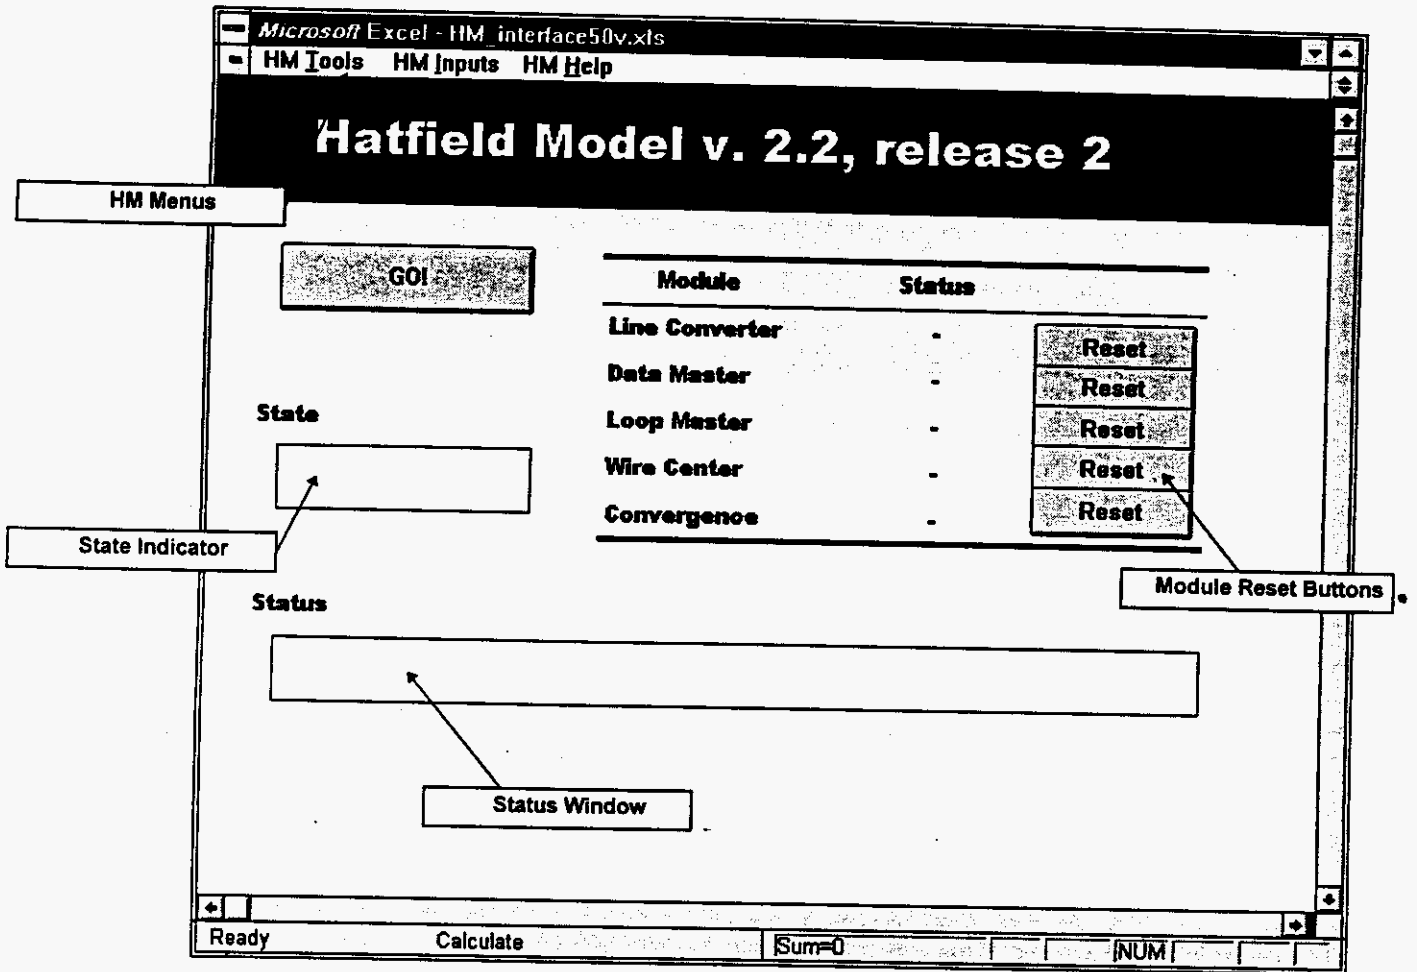 Microsoft Excel - HM_interface50v.xls
HM Tools HM Inputs HM Help
Hatfield Model v. 2.2, release 2
HM Menus
GO!
Module Status
Line Converter - Reset
Data Master - Reset
Loop Master - Reset
Wire Center - Reset
Convergence - Reset
State
State Indicator
Module Reset Buttons
Status
Status Window
Ready Calculate Sum=0 NUM